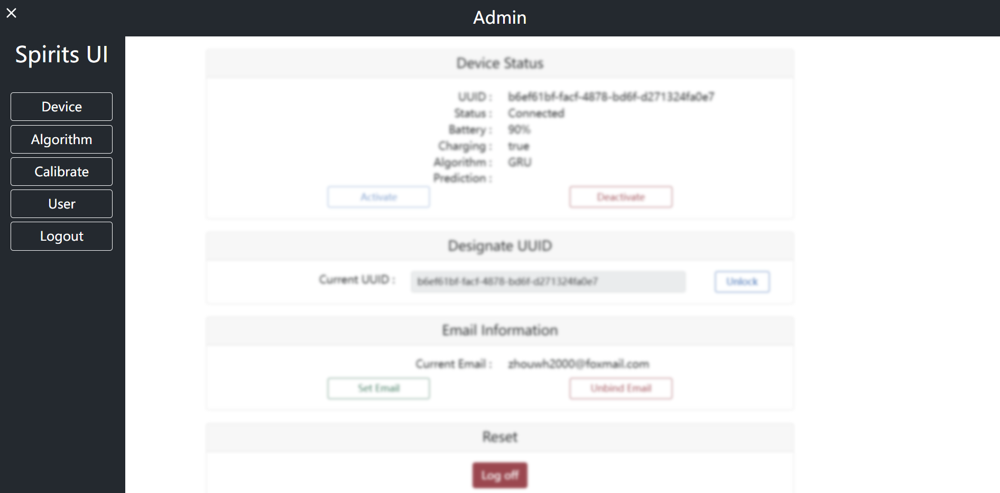 Admin
Spirits UI
Device
Algorithm
Calibrate
User
Logout
Device Status
UUID : b6ef61bf-facf-4878-bd6f-d271324fa0e7
Status : Connected
Battery : 90%
Charging : true
Algorithm : GRU
Prediction :
Activate Deactivate
Designate UUID
Current UUID : b6ef61bf-facf-4878-bd6f-d271324fa0e7 Unlock
Email Information
Current Email : zhouwh2000@foxmail.com
Set Email Unbind Email
Reset
Log off